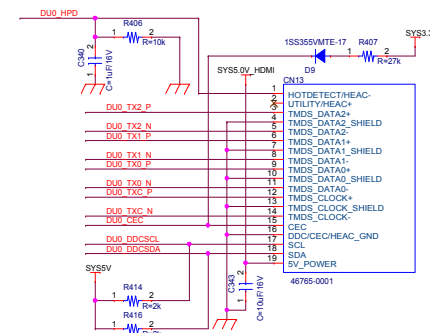 DU0_HPD
R406
1 2
R=10k
C340
1 2
C=1uF/16V
1SS355VMTE-17
D9
R407
1 2
R=27k
SYS3.
SYS5.0V_HDMI
CN13
1 HOTDETECT/HEAC-
2 UTILITY/HEAC+
DU0_TX2_P 3 TMDS_DATA2+
4 TMDS_DATA2_SHIELD
DU0_TX2_N 5 TMDS_DATA2-
DU0_TX1_P 6 TMDS_DATA1+
7 TMDS_DATA1_SHIELD
DU0_TX1_N 8 TMDS_DATA1-
DU0_TX0_P 9 TMDS_DATA0+
10 TMDS_DATA0_SHIELD
DU0_TX0_N 11 TMDS_DATA0-
DU0_TXC_P 12 TMDS_CLOCK+
13 TMDS_CLOCK_SHIELD
DU0_TXC_N 14 TMDS_CLOCK-
DU0_CEC 15 CEC
16 DDC/CEC/HEAC_GND
DU0_DDCSCL 17 SCL
DU0_DDCSDA 18 SDA
19 5V_POWER
46765-0001
SYS5V
R414
1 2
R=2k
R416
1 2
C343
1 2
C=10uF/16V